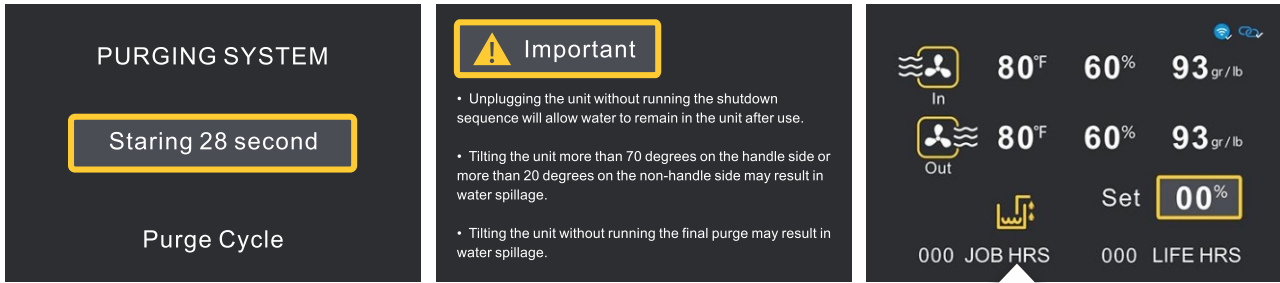 PURGING SYSTEM
Staring 28 second
Purge Cycle
Important
• Unplugging the unit without running the shutdown
sequence will allow water to remain in the unit after use.
• Tilting the unit more than 70 degrees on the handle side or
more than 20 degrees on the non-handle side may result in
water spillage.
• Tilting the unit without running the final purge may result in
water spillage.
80°F 60% 93 gr/lb
In
80°F 60% 93 gr/lb
Out
Set 00%
000 JOB HRS 000 LIFE HRS